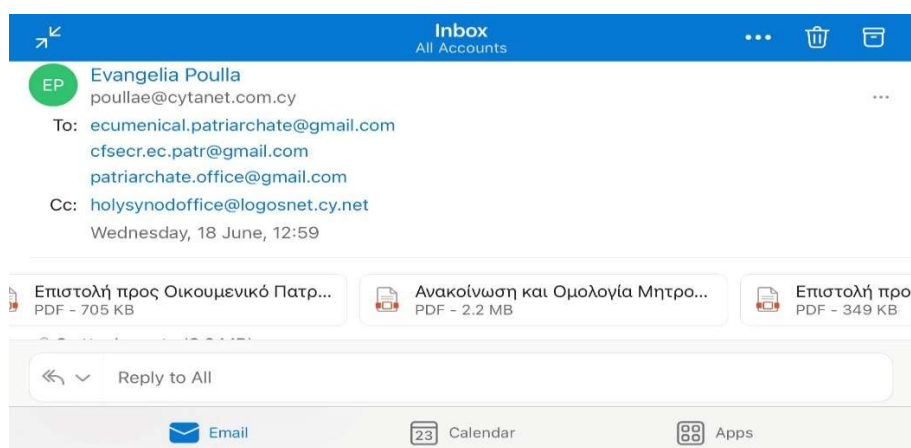 Inbox
All Accounts
EP
Evangelia Poulla
poullae@cytanet.com.cy
To: ecumenical.patriarchate@gmail.com
cfsecr.ec.patr@gmail.com
patriarchate.office@gmail.com
Cc: holysynodoffice@logosnet.cy.net
Wednesday, 18 June, 12:59
Επιστολή προς Οικουμενικό Πατρ...
PDF - 705 KB
Ανακοίνωση και Ομολογία Μητρο...
PDF - 2.2 MB
Επιστολή προ
PDF - 349 KB
Reply to All
Email
23
Calendar
Apps